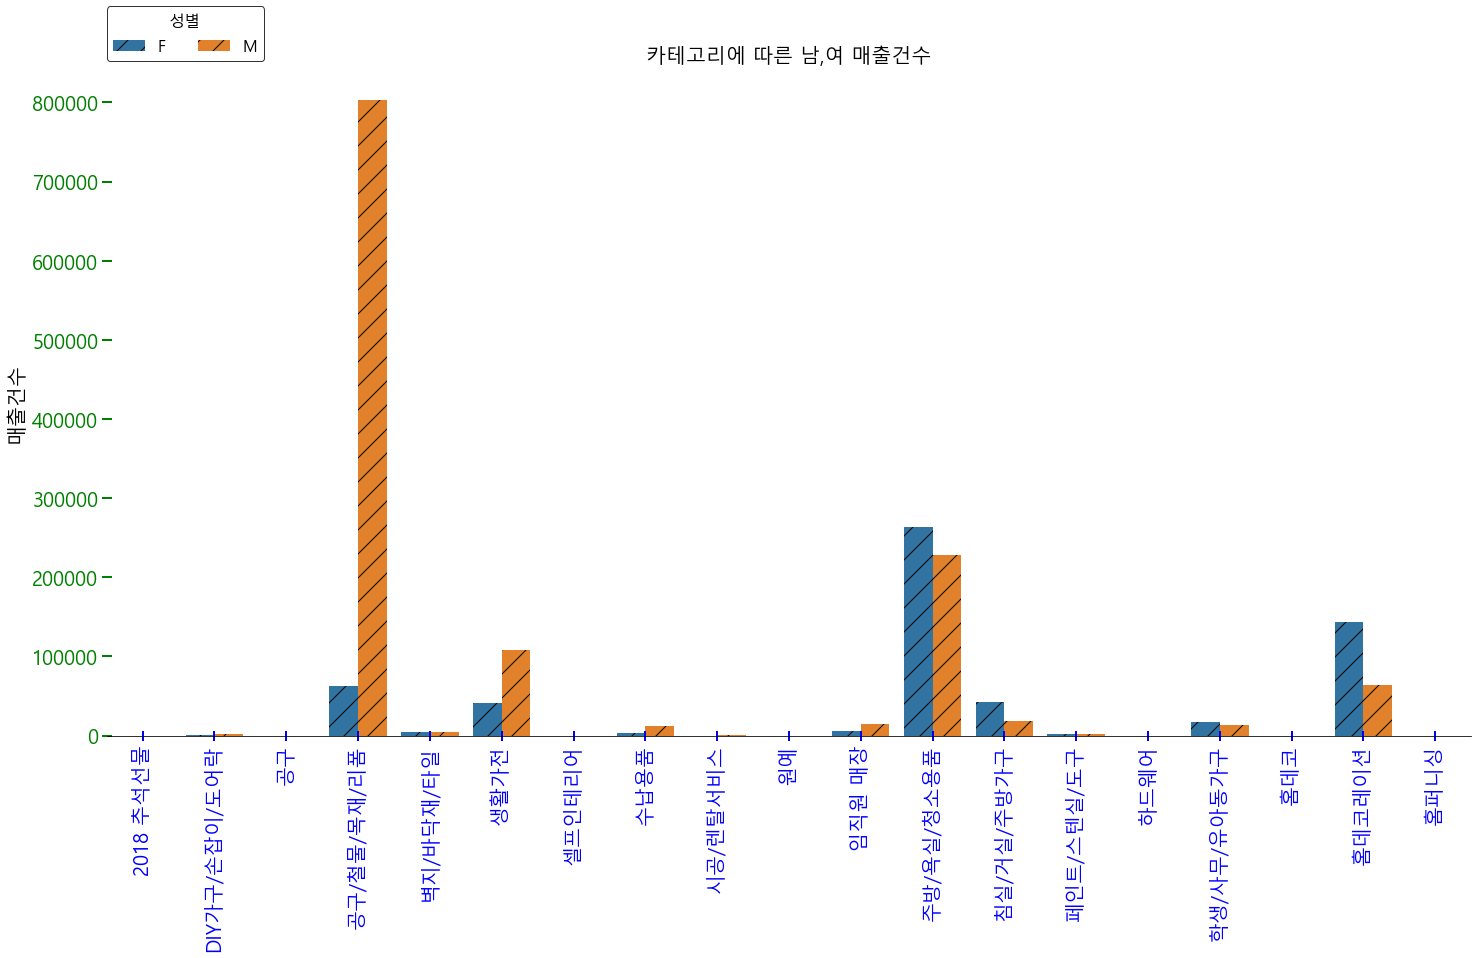 성별
F M
카테고리에 따른 남,여 매출건수
매출건수
800000
700000
600000
500000
400000
300000
200000
100000
0
2018 추석선물
DIY가구/손잡이/도어락
공구
공구/철물/목재/리폼
벽지/바닥재/타일
생활가전
셀프인테리어
수납용품
시공/렌탈서비스
원예
임직원 매장
주방/욕실/청소용품
침실/거실/주방가구
페인트/스텐실/도구
하드웨어
학생/사무/유아동가구
홈데코
홈데코레이션
홈퍼니싱